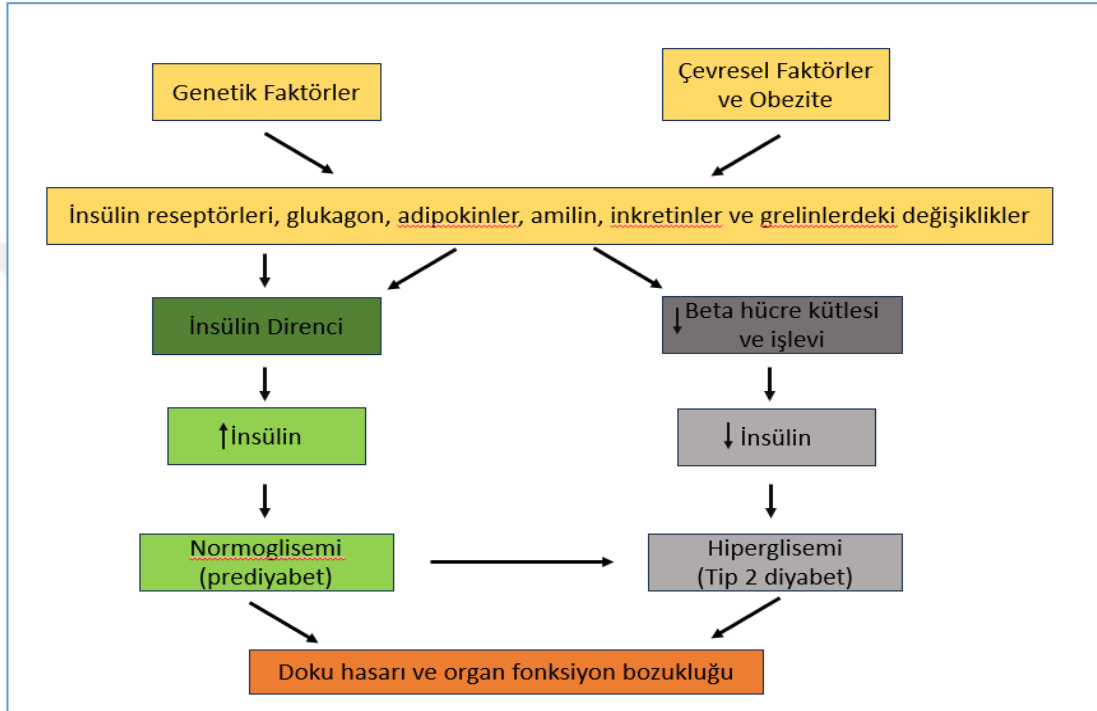 Genetik Faktörler
Çevresel Faktörler
ve Obezite
İnsülin reseptörleri, glukagon, adipokinler, amilin, inkretinler ve grelinlerdeki değişiklikler
İnsülin Direnci
↓Beta hücre kütlesi
ve işlevi
↑İnsülin
↓ İnsülin
Normoglisemi
(prediyabet)
Hiperglisemi
(Tip 2 diyabet)
Doku hasarı ve organ fonksiyon bozukluğu